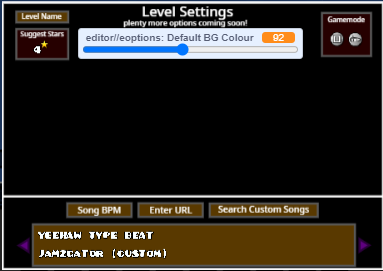 Level Name
Level Settings
plenty more options coming soon!
Gamemode
Suggest Stars
4
editor//eoptions: Default BG Colour 92
Song BPM
Enter URL
Search Custom Songs
YEEHAW TYPE BEAT
JAMZCATOR (CUSTOM)